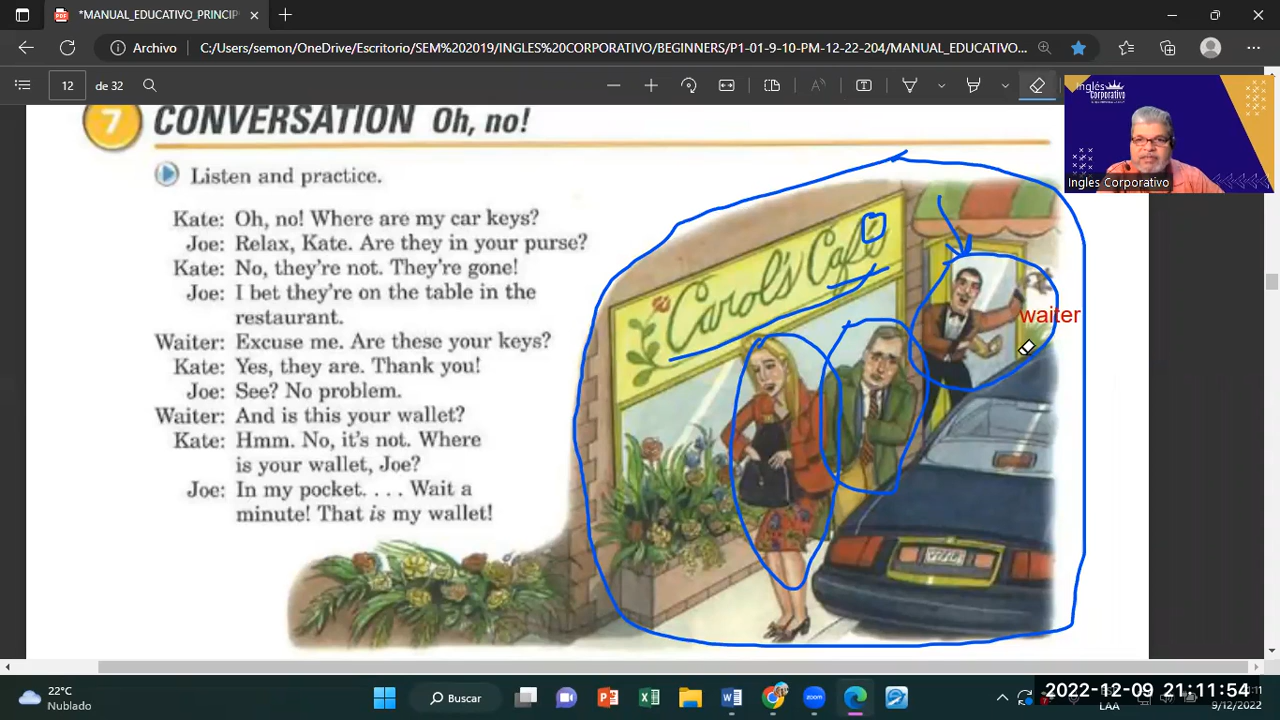 *MANUAL_EDUCATIVO_PRINCIP
Archivo
C:/Users/semon/OneDrive/Escritorio/SEM%202019/INGLES%20CORPORATIVO/BEGINNERS/P1-01-9-10-PM-12-22-204/MANUAL_EDUCATIVO...
12 de 32
Inglés
Corporativo
Ingles Corporativo
7 CONVERSATION Oh, no!
Listen and practice.
Kate: Oh, no! Where are my car keys?
Joe: Relax, Kate. Are they in your purse?
Kate: No, they're not. They're gone!
Joe: I bet they're on the table in the
restaurant.
Waiter: Excuse me. Are these your keys?
Kate: Yes, they are. Thank you!
Joe: See? No problem.
Waiter: And is this your wallet?
Kate: Hmm. No, it's not. Where
is your wallet, Joe?
Joe: In my pocket. . . . Wait a
minute! That is my wallet!
Carol's Café
waiter
22°C
Nublado
Buscar
LAA
2022-12-09 21:11:54
9/12/2022